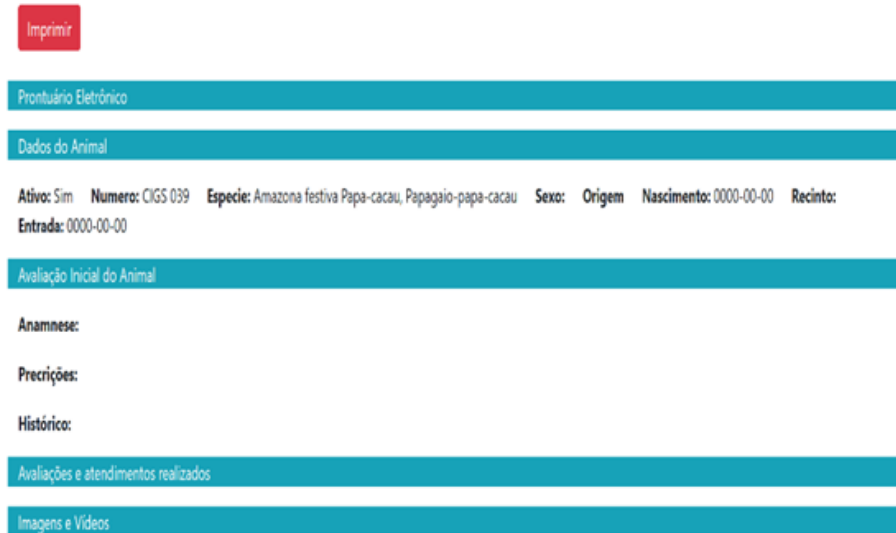 Imprimir
Prontuário Eletrônico
Dados do Animal
Ativo: Sim Numero: CIGS 039 Especie: Amazona festiva Papa-cacau, Papagaio-papa-cacau Sexo: Origem Nascimento: 0000-00-00 Recinto:
Entrada: 0000-00-00
Avaliação Inicial do Animal
Anamnese:
Precrições:
Histórico:
Avaliações e atendimentos realizados
Imagens e Vídeos